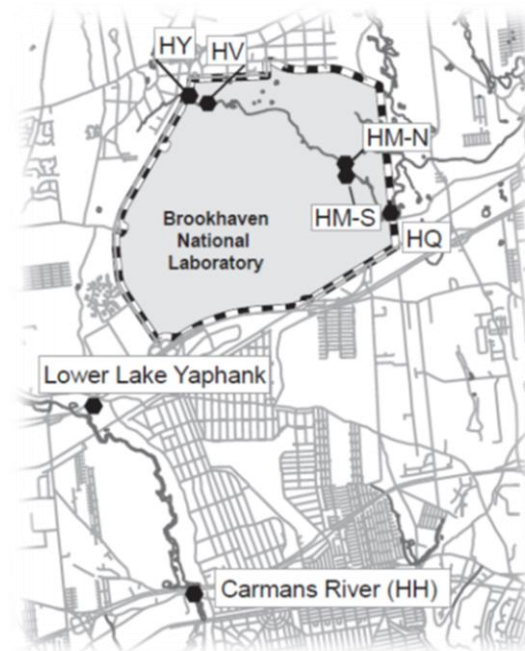 HY
HV
HM-N
Brookhaven
National
Laboratory
HM-S
HQ
Lower Lake Yaphank
Carmans River (HH)